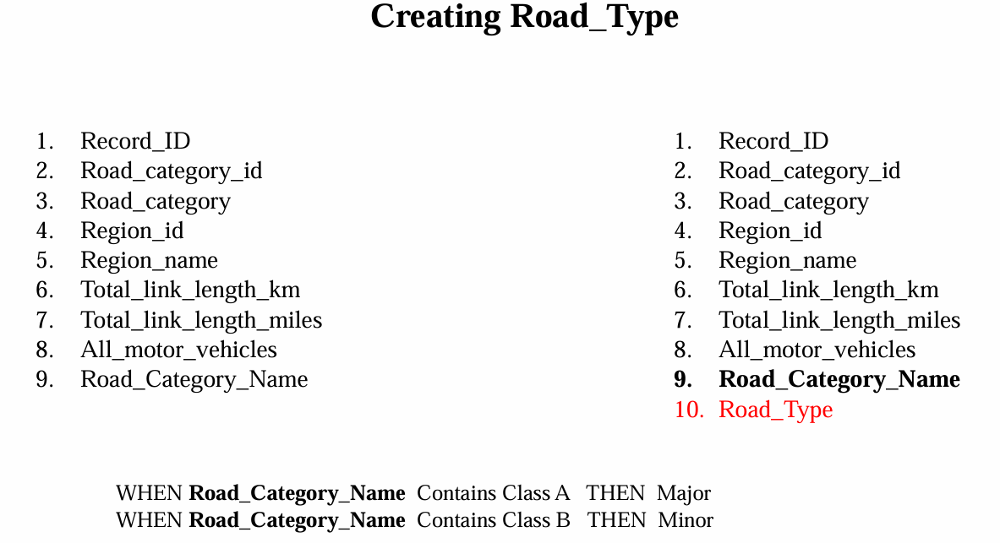 Creating Road_Type
1. Record_ID
2. Road_category_id
3. Road_category
4. Region_id
5. Region_name
6. Total_link_length_km
7. Total_link_length_miles
8. All_motor_vehicles
9. Road_Category_Name
1. Record_ID
2. Road_category_id
3. Road_category
4. Region_id
5. Region_name
6. Total_link_length_km
7. Total_link_length_miles
8. All_motor_vehicles
9. Road_Category_Name
10. Road_Type
WHEN Road_Category_Name Contains Class A THEN Major
WHEN Road_Category_Name Contains Class B THEN Minor